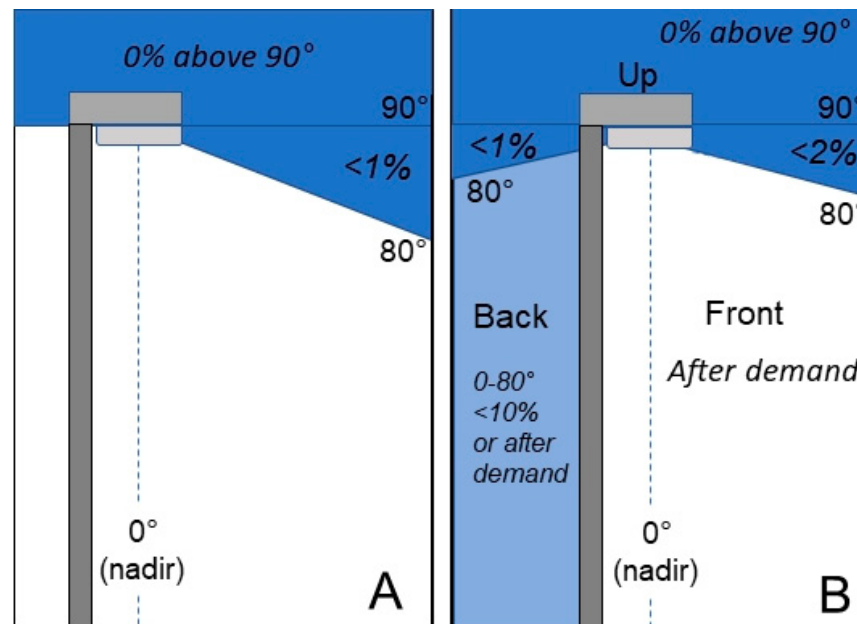 0% above 90°
90°
<1%
80°
0°
(nadir)
A
0% above 90°
Up
90°
<1%
<2%
80°
80°
Back
Front
0-80°
<10%
or after
demand
After demand
0°
(nadir)
B